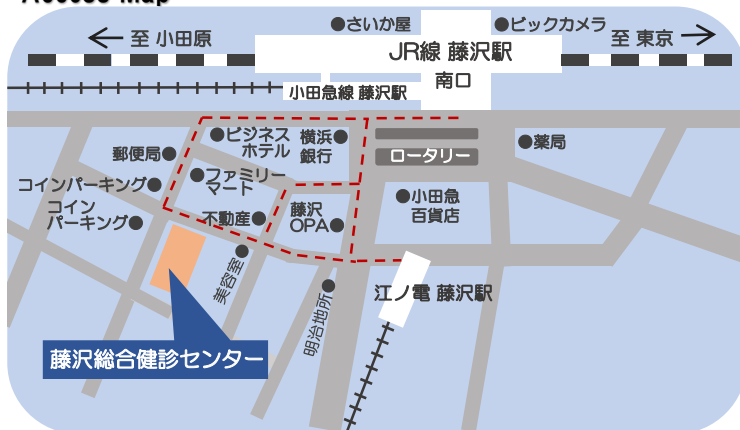 Access Map
●さいか屋
●ビックカメラ
至 小田原
JR線 藤沢駅
至 東京
南口
小田急線 藤沢駅
●ビジネス
ホテル
横浜●
銀行
ロータリー
●薬局
郵便局●
●ファミリー
マート
コインパーキング●
コイン
パーキング●
不動産●
藤沢
OPA●
●小田急
百貨店
美容室●
明治地所●
江ノ電 藤沢駅
藤沢総合健診センター